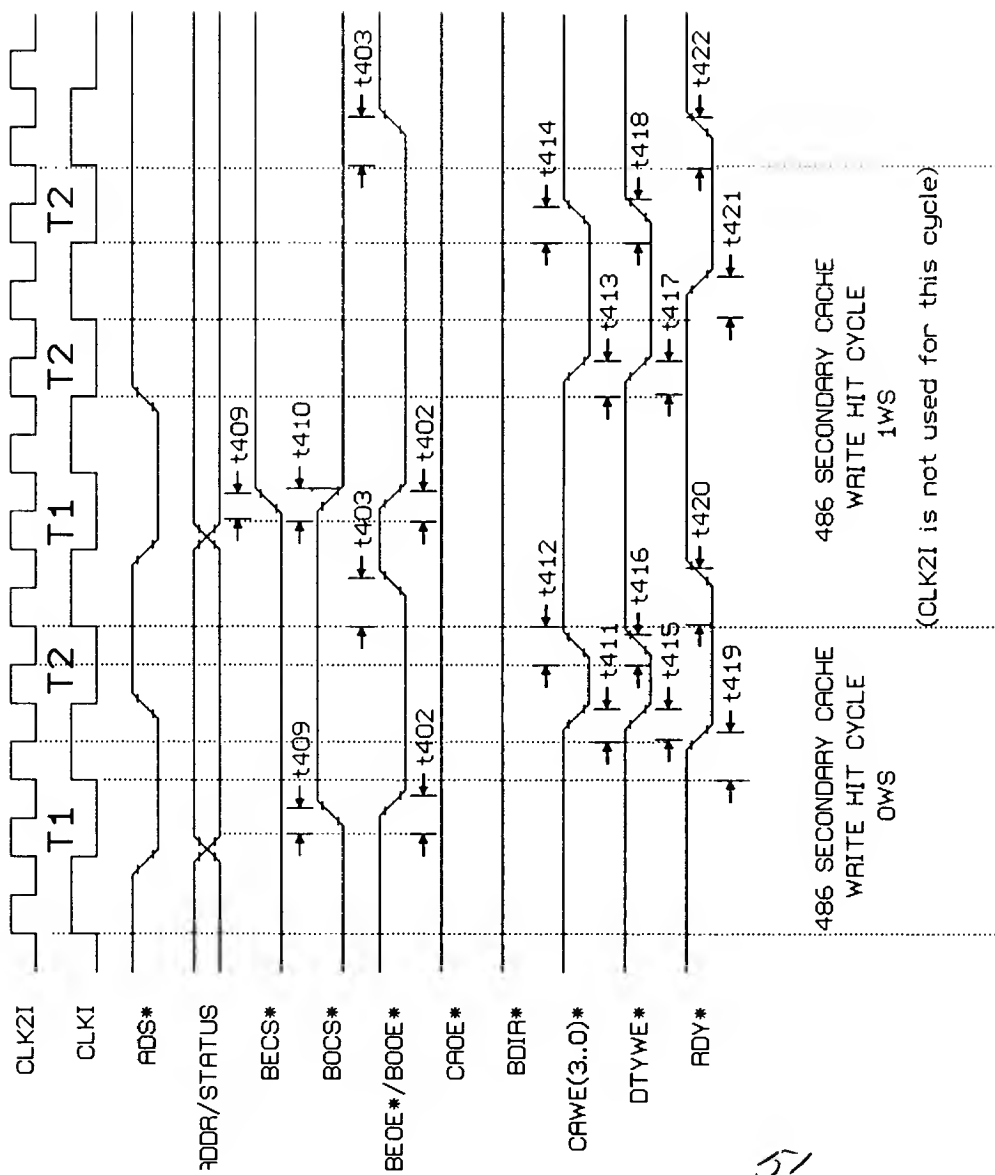 CLK2I
CLKI
ADS*
ADDR/STATUS
BECS*
BOCS*
BEOE*/BOOE*
CAOE*
BDIR*
CAWE(3..0)*
DTYWE*
RDY*
T1
T2
T1
T2
T2
t409
t409
t410
t402
t403
t402
t403
t412
t414
t411
t413
t416
t418
t415
t417
t419
t420
t421
t422
486 SECONDARY CACHE
WRITE HIT CYCLE
0WS
486 SECONDARY CACHE
WRITE HIT CYCLE
1WS
(CLK2I is not used for this cycle)
51